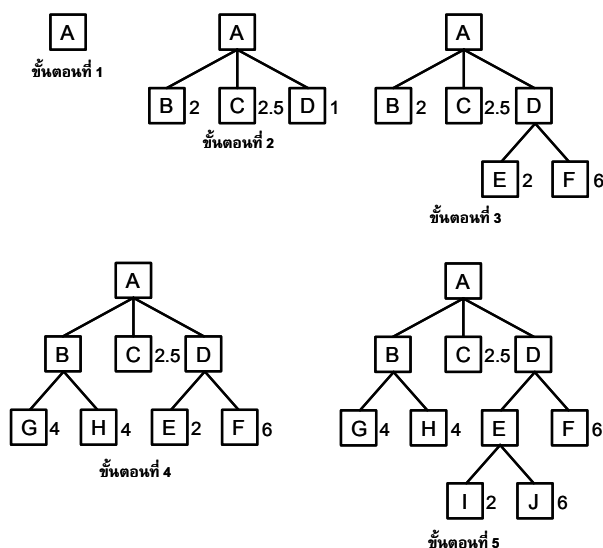 A
ขั้นตอนที่ 1
A
B 2 C 2.5 D 1
ขั้นตอนที่ 2
A
B 2 C 2.5 D
E 2 F 6
ขั้นตอนที่ 3
A
B C 2.5 D
G 4 H 4 E 2 F 6
ขั้นตอนที่ 4
A
B C 2.5 D
G 4 H 4 E F 6
I 2 J 6
ขั้นตอนที่ 5